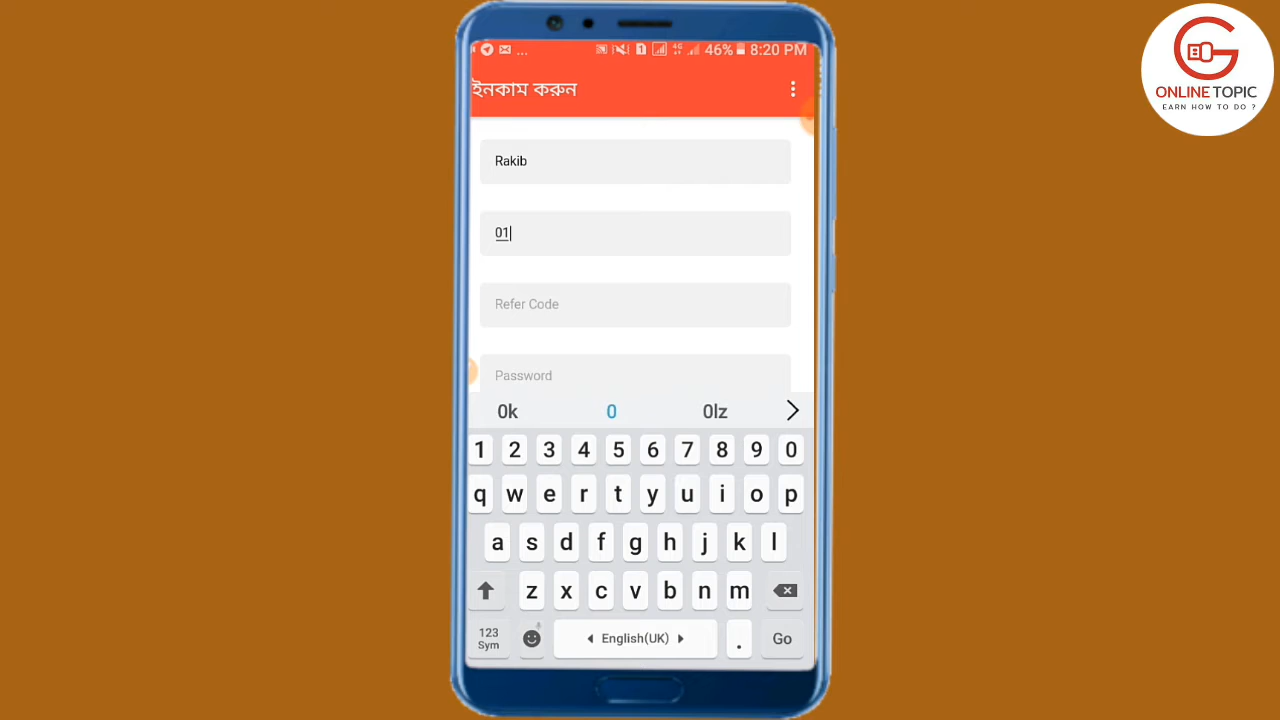 ... 4G 46% 8:20 PM
ONLINE TOPIC
EARN HOW TO DO ?
ইনকাম করুন
Rakib
01
Refer Code
Password
0k 0 0lz
1 2 3 4 5 6 7 8 9 0
q w e r t y u i o p
a s d f g h j k l
z x c v b n m
123
Sym
English(UK)
. Go